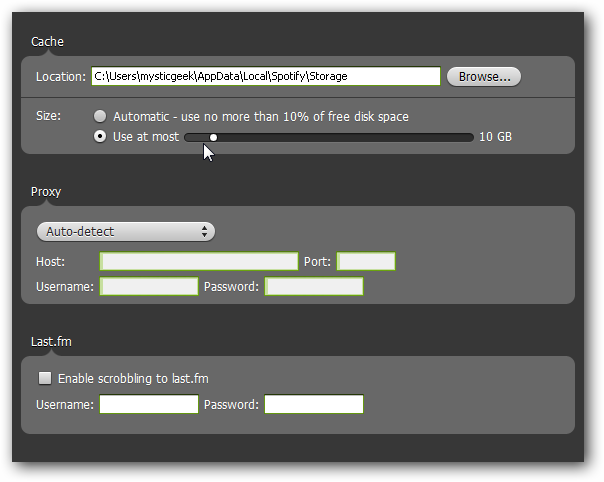 Cache
Location: C:\Users\mysticgeek\AppData\Local\Spotify\Storage Browse...
Size: Automatic - use no more than 10% of free disk space
Use at most 10 GB
Proxy
Auto-detect
Host: Port:
Username: Password:
Last.fm
Enable scrobbling to last.fm
Username: Password: